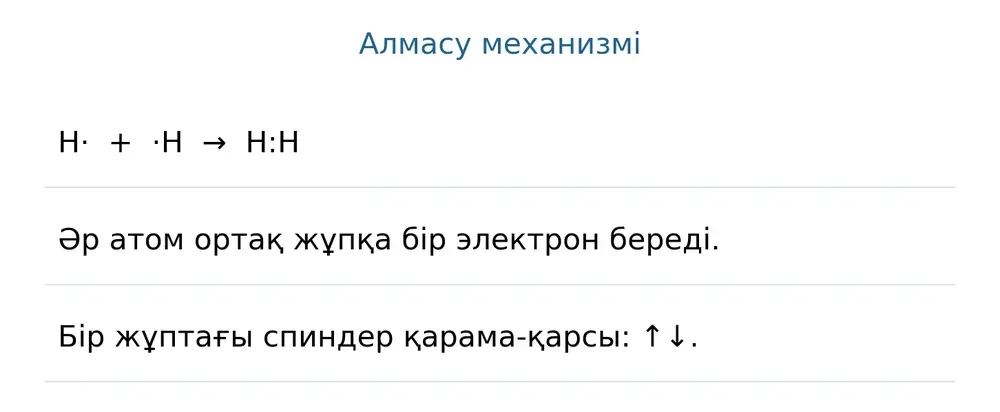 Алмасу механизмі
H· + ·H → H:H
Әр атом ортақ жұпқа бір электрон береді.
Бір жұптағы спиндер қарама-қарсы: ↑↓.